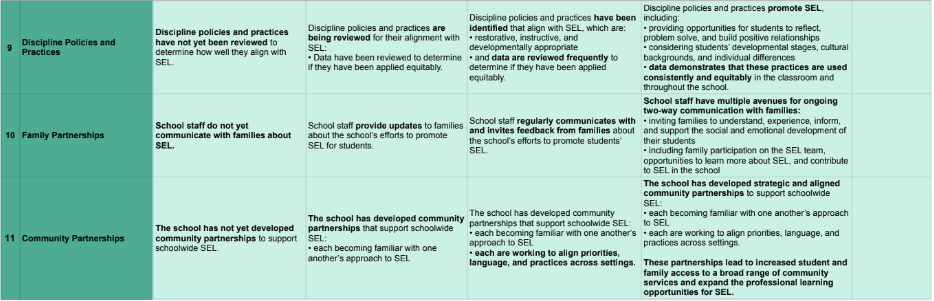 9
Discipline Policies and
Practices
Discipline policies and practices
have not yet been reviewed to
determine how well they align with
SEL.
Discipline policies and practices are
being reviewed for their alignment with
SEL:
• Data have been reviewed to determine
if they have been applied equitably.
Discipline policies and practices have been
identified that align with SEL, which are:
• restorative, instructive, and
developmentally appropriate
• and data are reviewed frequently to
determine if they have been applied
equitably.
Discipline policies and practices promote SEL,
including:
• providing opportunities for students to reflect,
problem solve, and build positive relationships
• considering students' developmental stages, cultural
backgrounds, and individual differences
• data demonstrates that these practices are used
consistently and equitably in the classroom and
throughout the school.
10
Family Partnerships
School staff do not yet
communicate with families about
SEL.
School staff provide updates to families
about the school's efforts to promote
SEL for students.
School staff regularly communicates with
and invites feedback from families about
the school's efforts to promote students'
SEL.
School staff have multiple avenues for ongoing
two-way communication with families:
• inviting families to understand, experience, inform,
and support the social and emotional development of
their students
• including family participation on the SEL team,
opportunities to learn more about SEL, and contribute
to SEL in the school
11
Community Partnerships
The school has not yet developed
community partnerships to support
schoolwide SEL.
The school has developed community
partnerships that support schoolwide
SEL:
• each becoming familiar with one
another's approach to SEL
The school has developed community
partnerships that support schoolwide SEL:
• each becoming familiar with one another's
approach to SEL
• each are working to align priorities,
language, and practices across settings.
The school has developed strategic and aligned
community partnerships to support schoolwide
SEL:
• each becoming familiar with one another's approach
to SEL
• each are working to align priorities, language, and
practices across settings.
These partnerships lead to increased student and
family access to a broad range of community
services and expand the professional learning
opportunities for SEL.